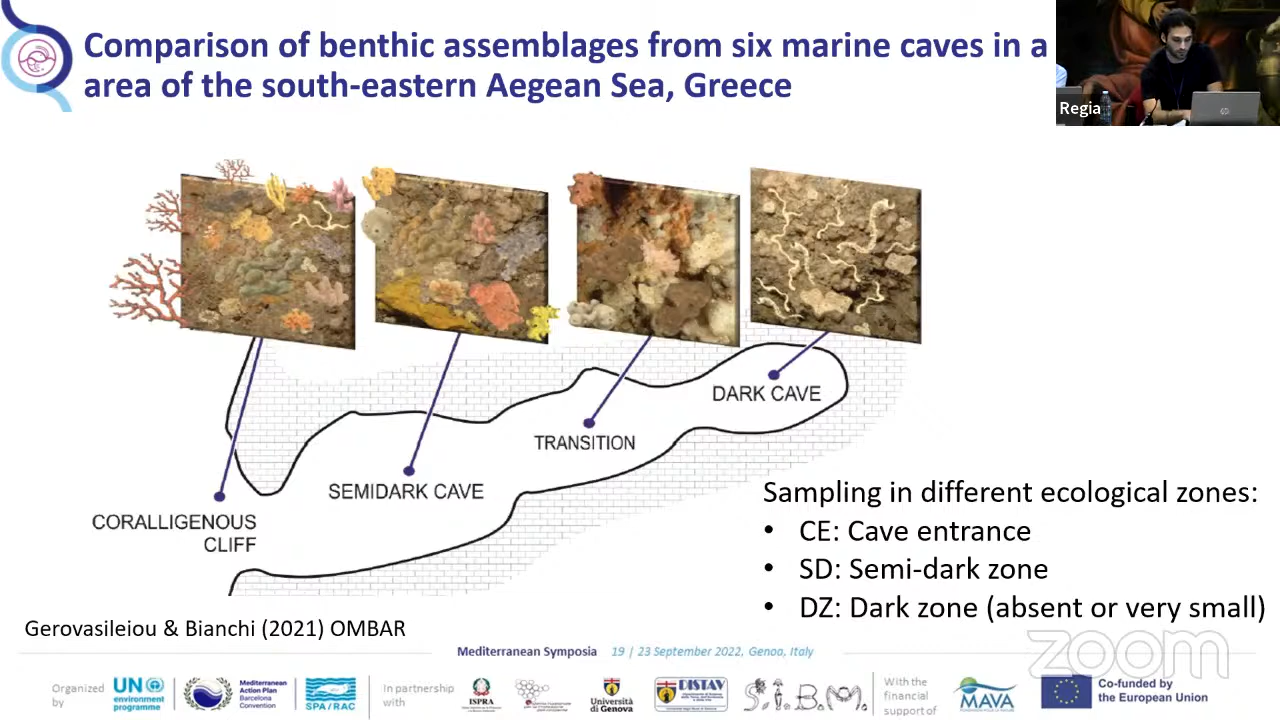 Comparison of benthic assemblages from six marine caves in a
area of the south-eastern Aegean Sea, Greece
Regia
DARK CAVE
TRANSITION
SEMIDARK CAVE
CORALLIGENOUS
CLIFF
Sampling in different ecological zones:
• CE: Cave entrance
• SD: Semi-dark zone
• DZ: Dark zone (absent or very small)
Gerovasileiou & Bianchi (2021) OMBAR
zoom
Mediterranean Symposia 19 | 23 September 2022, Genoa, Italy
Organized
by
UN
environment
programme
Mediterranean
Action Plan
Barcelona
Convention
SPA/RAC
In partnership
with
ISPRA
Università
di Genova
DISTAV
S.I.B.M.
With the
financial
support of
MAVA
Co-funded by
the European Union